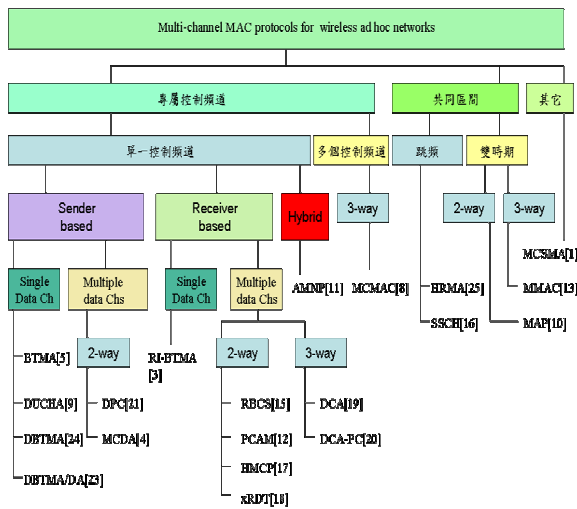 Multi-channel MAC protocols for wireless ad hoc networks
專屬控制頻道
共同區間
其它
單一控制頻道
多個控制頻道
跳頻
雙時期
Sender
based
Receiver
based
Hybrid
3-way
2-way
3-way
MCSMA[1]
Single
Data Ch
Multiple
data Chs
Single
Data Ch
Multiple
data Chs
AMNP[11]
MCMAC[8]
HRMA[25]
MMAC[13]
SSCH[16]
MAP[10]
BTMA[5]
2-way
RI-BTMA
[3]
2-way
3-way
DUCHA[9]
DPC[21]
RBCS[15]
DCA[19]
DBTMA[24]
MCDA[4]
PCAM[12]
DCA-PC[20]
HMCP[17]
DBTMA/DA[23]
xRDT[18]